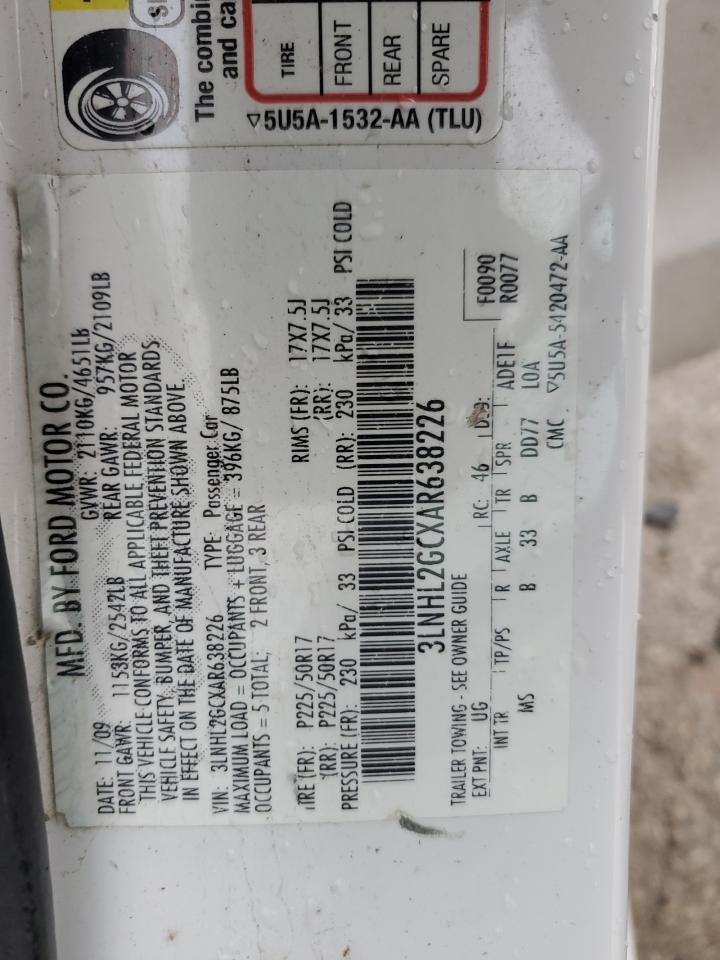 The combi
and ca
TIRE
FRONT
REAR
SPARE
▽5U5A-1532-AA (TLU)
MFD. BY FORD MOTOR CO.
DATE: 11/09 GVWR: 2110KG/4651LB
FRONT GAWR: 1153KG/2542LB REAR GAWR: 957KG/2109LB
THIS VEHICLE CONFORMS TO ALL APPLICABLE FEDERAL MOTOR
VEHICLE SAFETY, BUMPER, AND THEFT PREVENTION STANDARDS
IN EFFECT ON THE DATE OF MANUFACTURE SHOWN ABOVE.
VIN: 3LNHL2GCXAR638226 TYPE: Passenger Car
MAXIMUM LOAD = OCCUPANTS + LUGGAGE = 396KG/ 875LB
OCCUPANTS = 5 TOTAL: 2 FRONT, 3 REAR
TIRE (FR): P225/50R17 RIMS (FR): 17X7.5J
(RR): P225/50R17 (RR): 17X7.5J
PRESSURE (FR): 230 kPa/ 33 PSI COLD (RR): 230 kPa/ 33 PSI COLD
3LNHL2GCXAR638226
TRAILER TOWING - SEE OWNER GUIDE F0090
EXT PNT: UG RC: 46 DSO: R0077
INT TR TP/PS R AXLE TR SPR ADE1F
MS B 33 B DD77 LOA
CMC ▽5U5A-5420472-AA